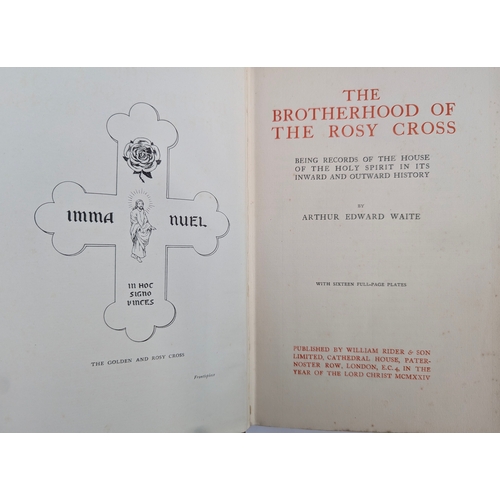 IMMA NUEL
IN HOC
SIGNO
VINCES
THE GOLDEN AND ROSY CROSS
Frontispiece
THE
BROTHERHOOD OF
THE ROSY CROSS
BEING RECORDS OF THE HOUSE
OF THE HOLY SPIRIT IN ITS
INWARD AND OUTWARD HISTORY
BY
ARTHUR EDWARD WAITE
WITH SIXTEEN FULL-PAGE PLATES
PUBLISHED BY WILLIAM RIDER & SON
LIMITED, CATHEDRAL HOUSE, PATER-
NOSTER ROW, LONDON, E.C. 4, IN THE
YEAR OF THE LORD CHRIST MCMXXIV